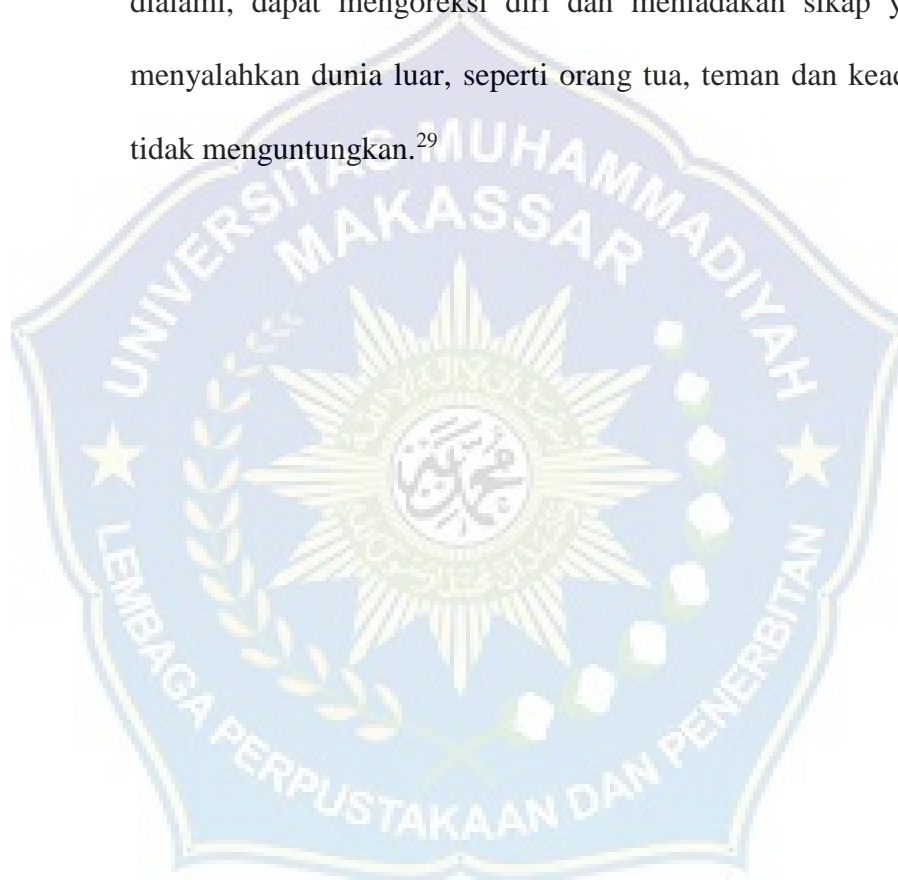 dialami, dapat mengoreksi diri dan meniadakan sikap
menyalahkan dunia luar, seperti orang tua, teman dan
tidak menguntungkan.²⁹
UNIVERSITAS MUHAMMADIYAH
MAKASSAR
محمدية
LEMBAGA PERPUSTAKAAN DAN PENERBITAN